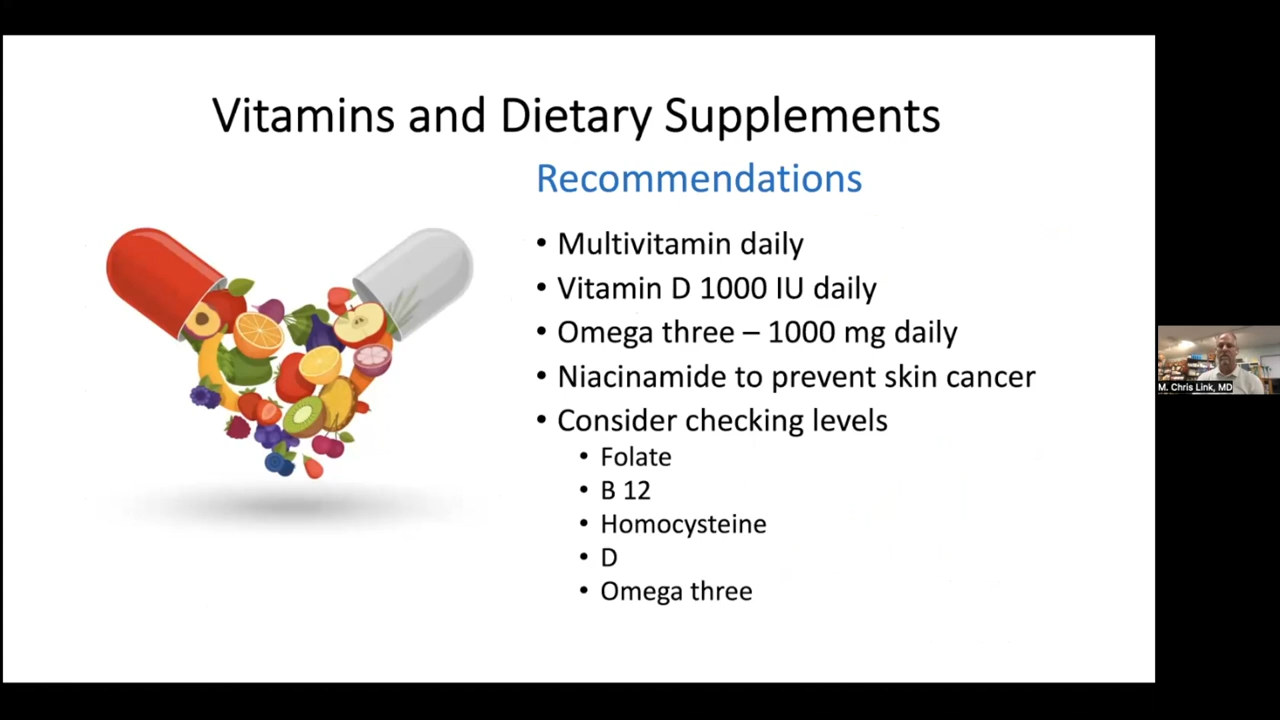 Vitamins and Dietary Supplements
Recommendations
• Multivitamin daily
• Vitamin D 1000 IU daily
• Omega three – 1000 mg daily
• Niacinamide to prevent skin cancer
• Consider checking levels
• Folate
• B 12
• Homocysteine
• D
• Omega three
M. Chris Link, MD